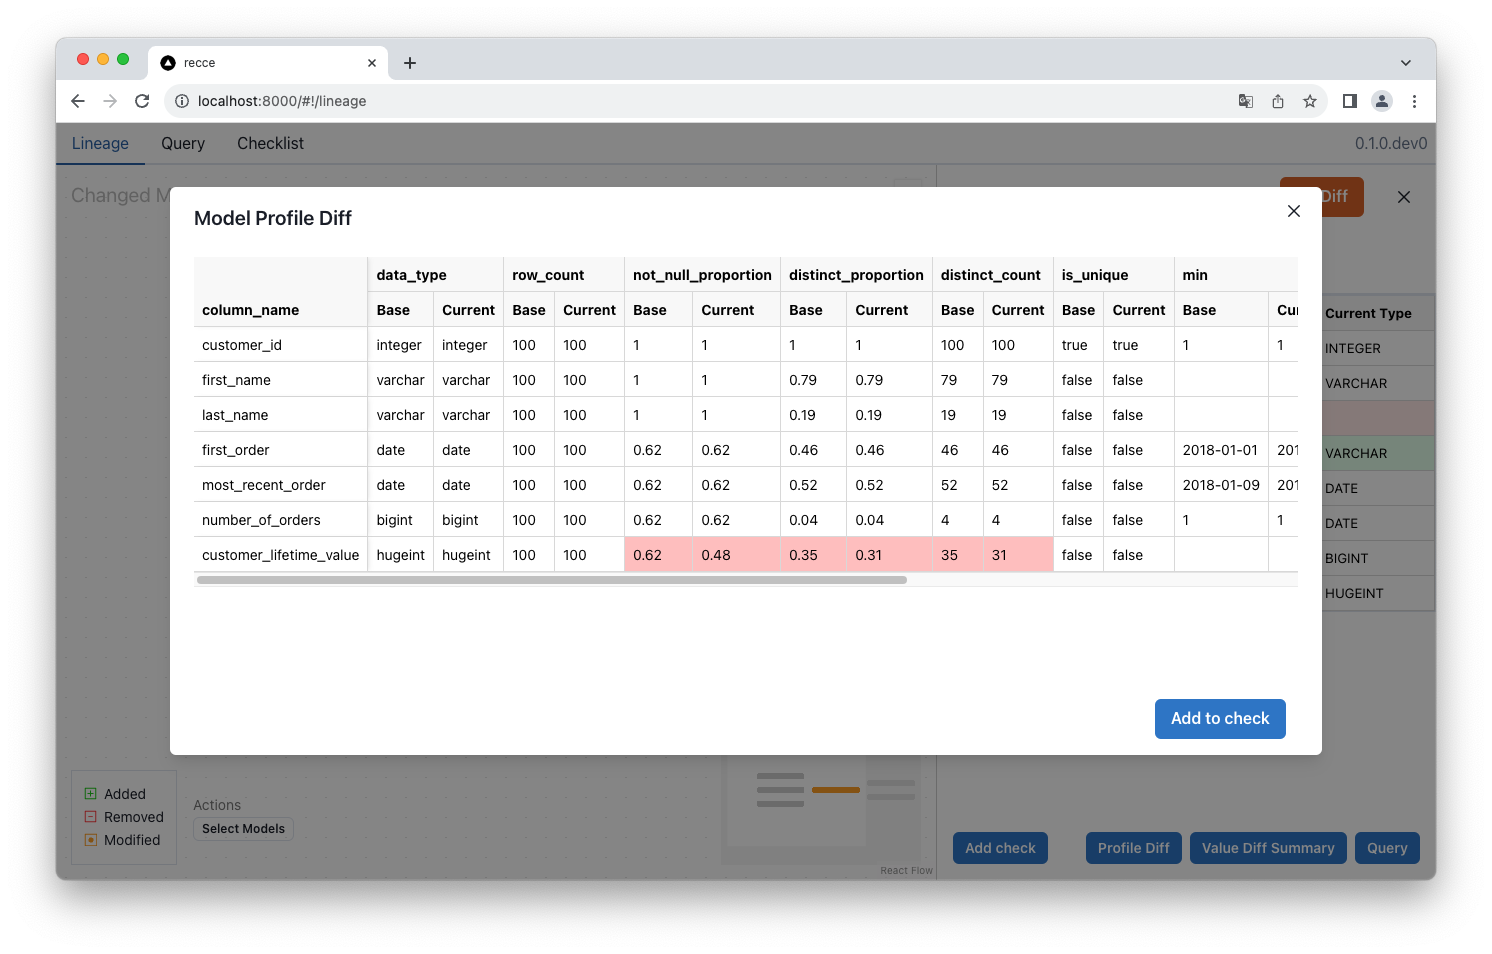 recce
localhost:8000/#!/lineage
Lineage Query Checklist 0.1.0.dev0
Changed M
Diff
Model Profile Diff
data_type row_count not_null_proportion distinct_proportion distinct_count is_unique min
column_name Base Current Base Current Base Current Base Current Base Current Base Current Base Cur
customer_id integer integer 100 100 1 1 1 1 100 100 true true 1 1
first_name varchar varchar 100 100 1 1 0.79 0.79 79 79 false false
last_name varchar varchar 100 100 1 1 0.19 0.19 19 19 false false
first_order date date 100 100 0.62 0.62 0.46 0.46 46 46 false false 2018-01-01 201
most_recent_order date date 100 100 0.62 0.62 0.52 0.52 52 52 false false 2018-01-09 201
number_of_orders bigint bigint 100 100 0.62 0.62 0.04 0.04 4 4 false false 1 1
customer_lifetime_value hugeint hugeint 100 100 0.62 0.48 0.35 0.31 35 31 false false
Add to check
Current Type
INTEGER
VARCHAR
VARCHAR
DATE
DATE
BIGINT
HUGEINT
Added
Removed
Modified
Actions
Select Models
React Flow
Add check Profile Diff Value Diff Summary Query